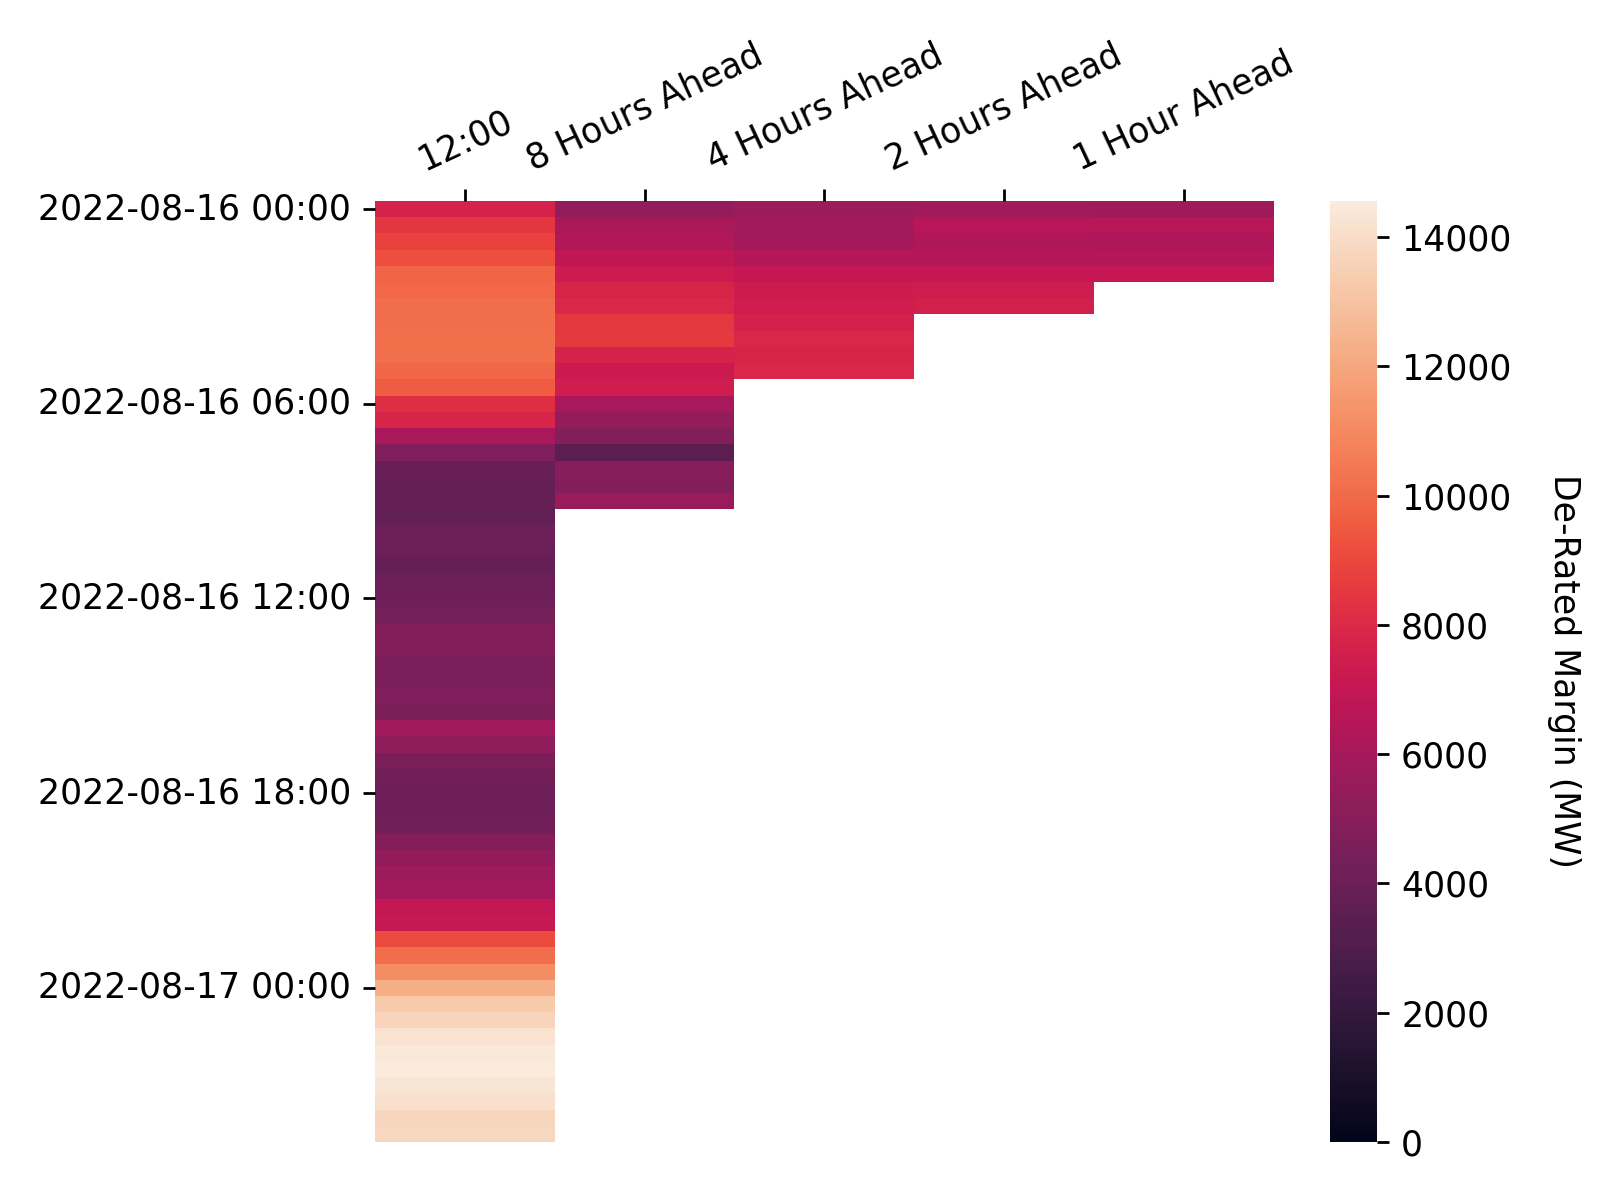 12:00
8 Hours Ahead
4 Hours Ahead
2 Hours Ahead
1 Hour Ahead
2022-08-16 00:00
2022-08-16 06:00
2022-08-16 12:00
2022-08-16 18:00
2022-08-17 00:00
14000
12000
10000
8000
6000
4000
2000
0
De-Rated Margin (MW)